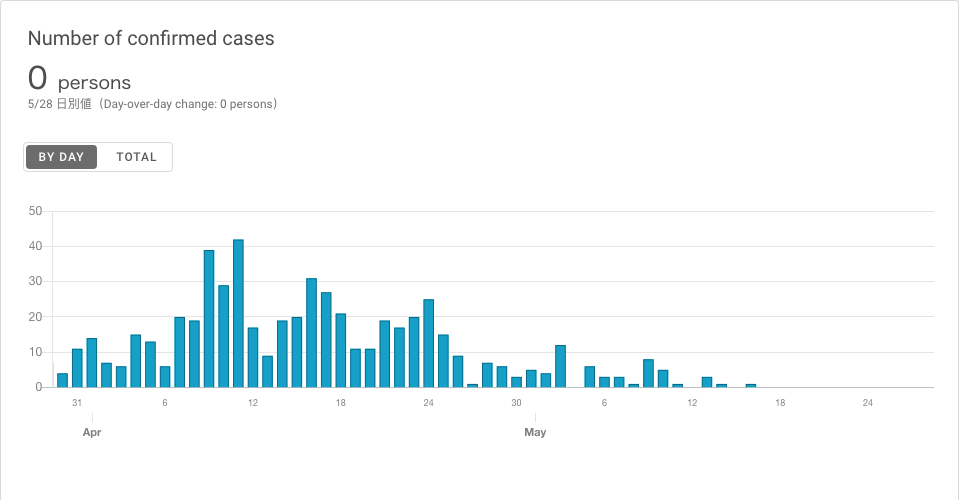 Number of confirmed cases
0 persons
5/28 日別値（Day-over-day change: 0 persons）
BY DAY TOTAL
50
40
30
20
10
0
31 6 12 18 24 30 6 12 18 24
Apr May